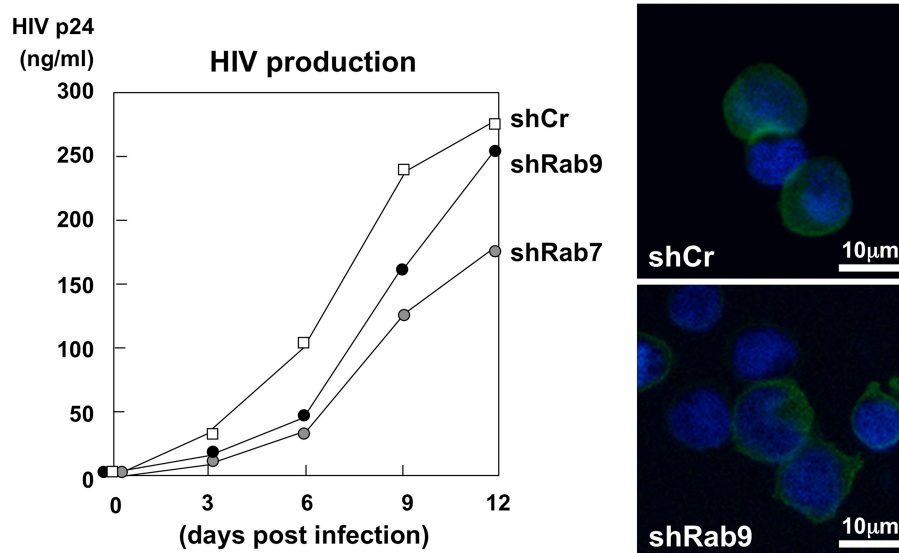 HIV p24
(ng/ml)
HIV production
300
250
200
150
100
50
0
0 3 6 9 12
(days post infection)
shCr
shRab9
shRab7
shCr
10μm
shRab9
10μm